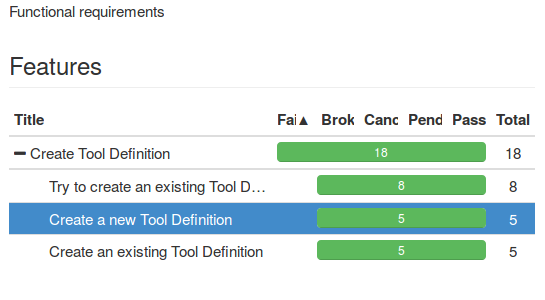 Functional requirements
Features
Title Fai▲ Brok Canc Pend Pass Total
Create Tool Definition 18 18
Try to create an existing Tool D… 8 8
Create a new Tool Definition 5 5
Create an existing Tool Definition 5 5